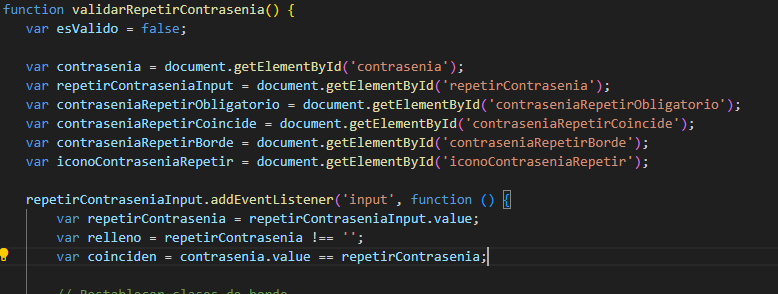 function validarRepetirContrasenia() {
var esValido = false;
var contrasenia = document.getElementById('contrasenia');
var repetirContraseniaInput = document.getElementById('repetirContrasenia');
var contraseniaRepetirObligatorio = document.getElementById('contraseniaRepetirObligatorio');
var contraseniaRepetirCoincide = document.getElementById('contraseniaRepetirCoincide');
var contraseniaRepetirBorde = document.getElementById('contraseniaRepetirBorde');
var iconoContraseniaRepetir = document.getElementById('iconoContraseniaRepetir');
repetirContraseniaInput.addEventListener('input', function () {
var repetirContrasenia = repetirContraseniaInput.value;
var relleno = repetirContrasenia !== '';
var coinciden = contrasenia.value == repetirContrasenia;